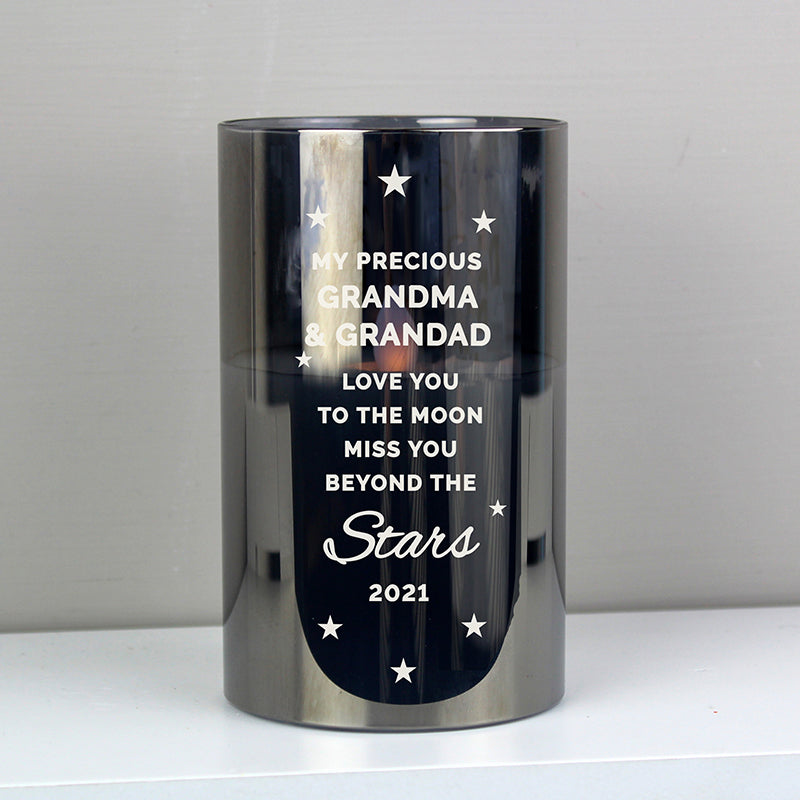 MY PRECIOUS
GRANDMA
& GRANDAD
LOVE YOU
TO THE MOON
MISS YOU
BEYOND THE
Stars
2021